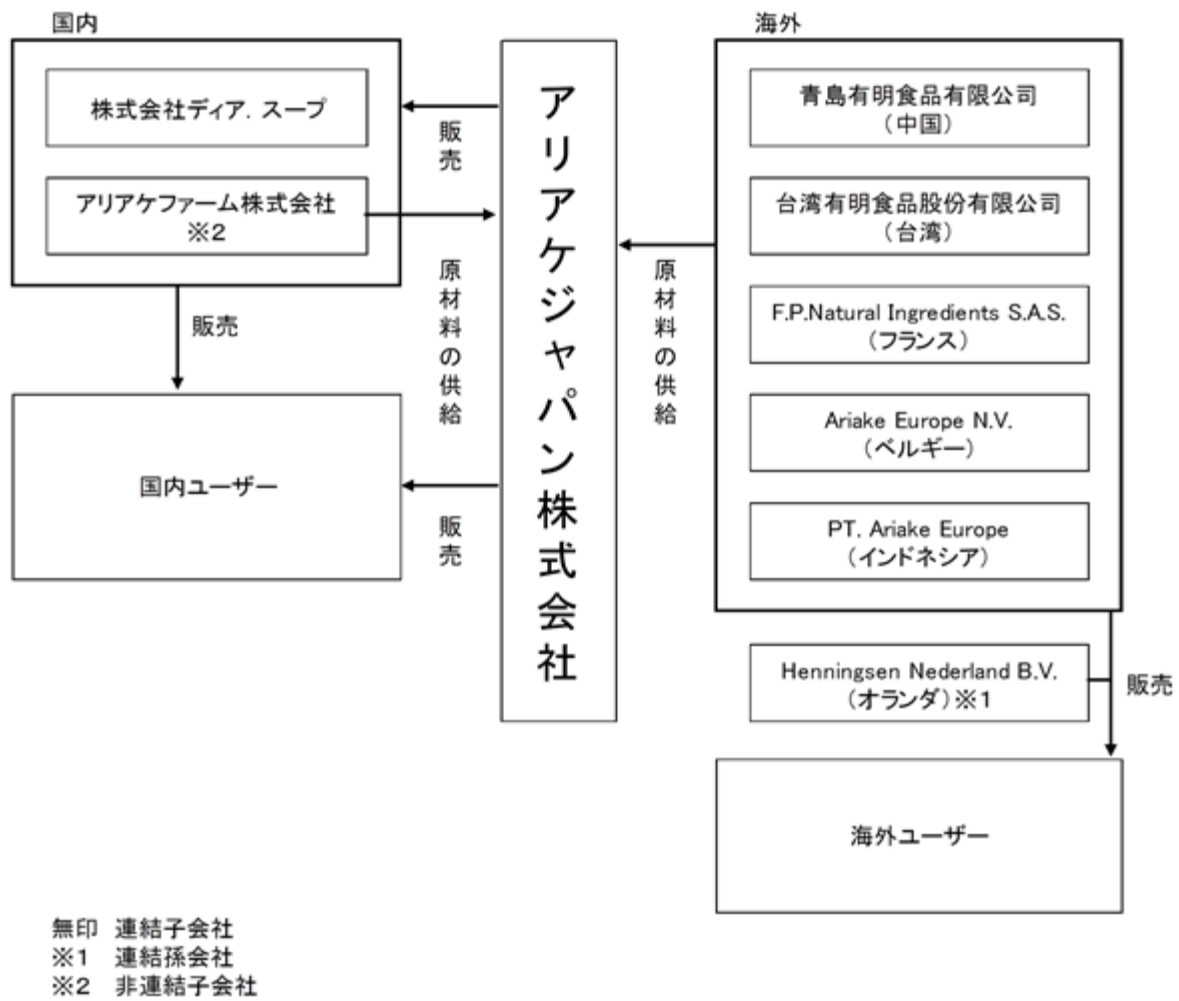 国内
株式会社ディア．スープ
アリアケファーム株式会社
※2
販売
国内ユーザー
販売
原材料の供給
販売
アリアケジャパン株式会社
原材料の供給
海外
青島有明食品有限公司
（中国）
台湾有明食品股份有限公司
（台湾）
F.P.Natural Ingredients S.A.S.
（フランス）
Ariake Europe N.V.
（ベルギー）
PT. Ariake Europe
（インドネシア）
Henningsen Nederland B.V.
（オランダ）※1
販売
海外ユーザー
無印　連結子会社
※1　連結孫会社
※2　非連結子会社